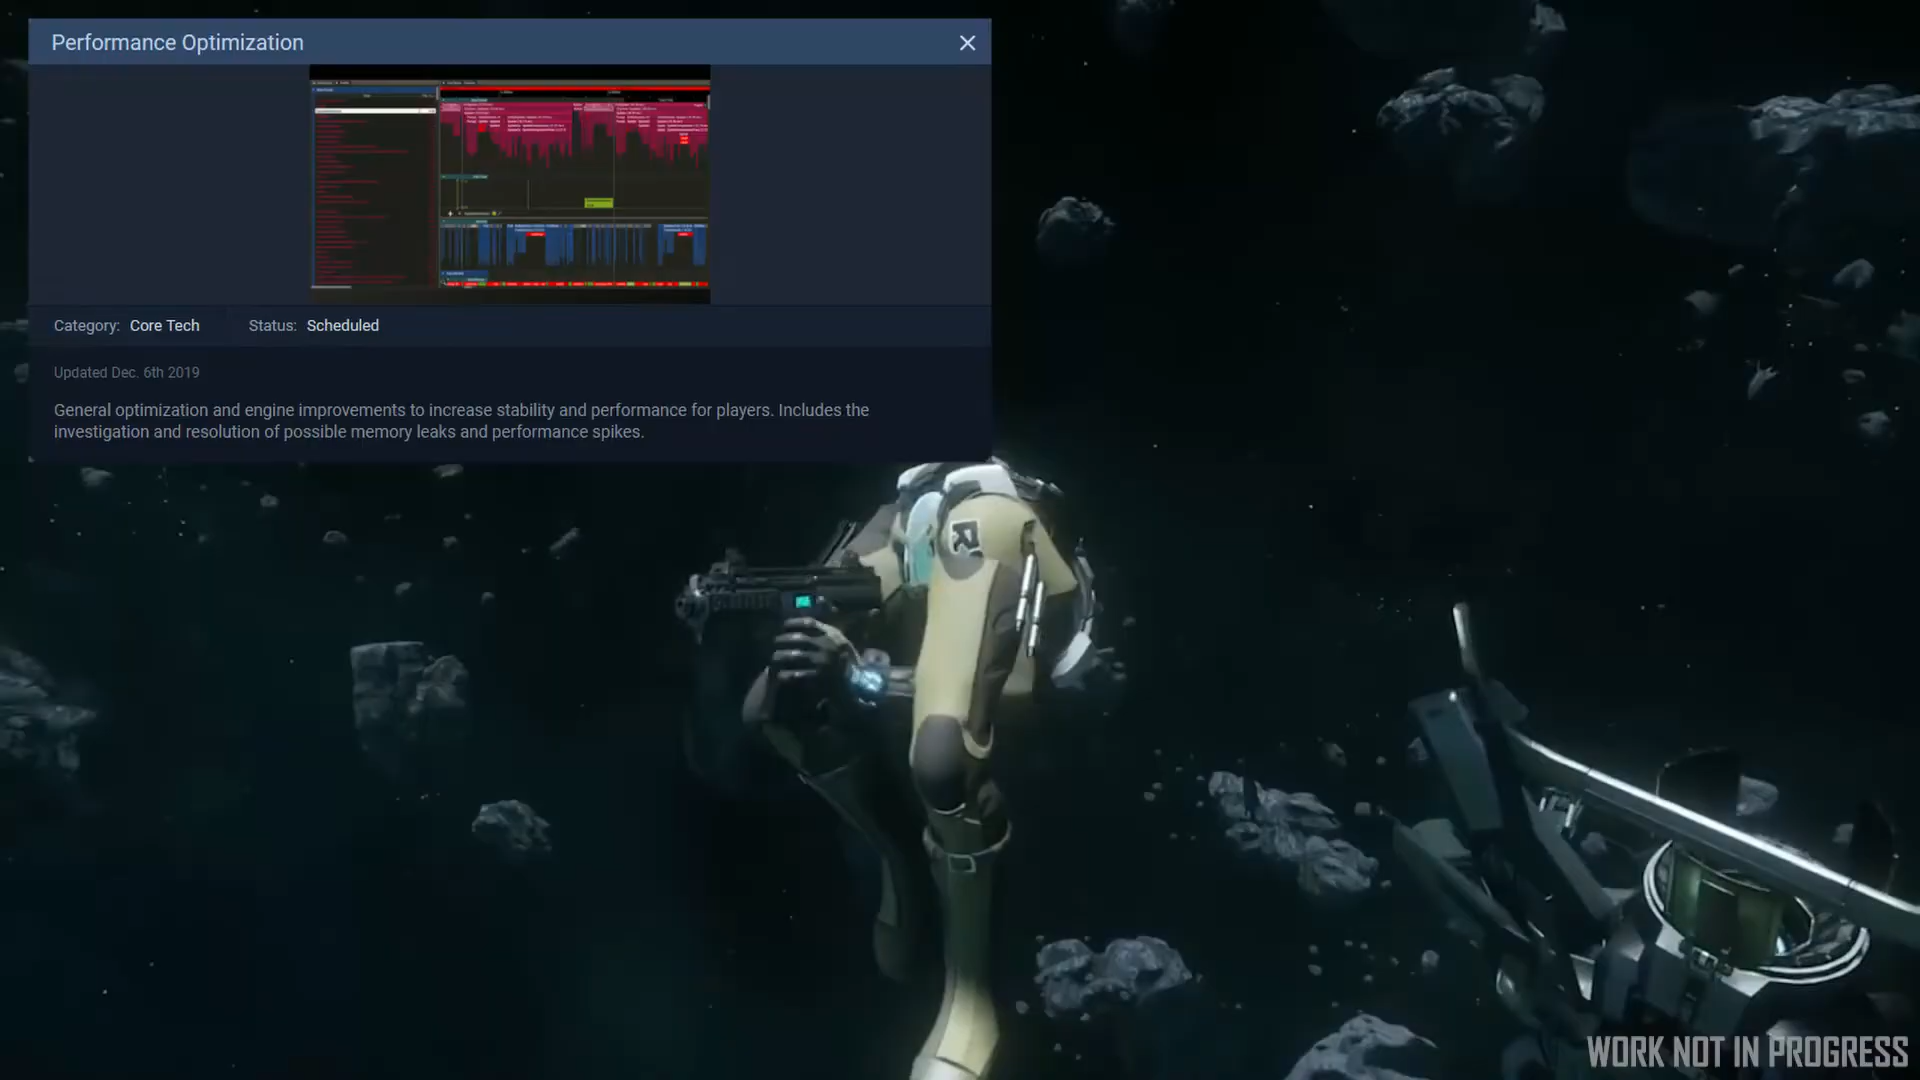 Performance Optimization
Category: Core Tech Status: Scheduled
Updated Dec. 6th 2019
General optimization and engine improvements to increase stability and performance for players. Includes the
investigation and resolution of possible memory leaks and performance spikes.
R
WORK NOT IN PROGRESS